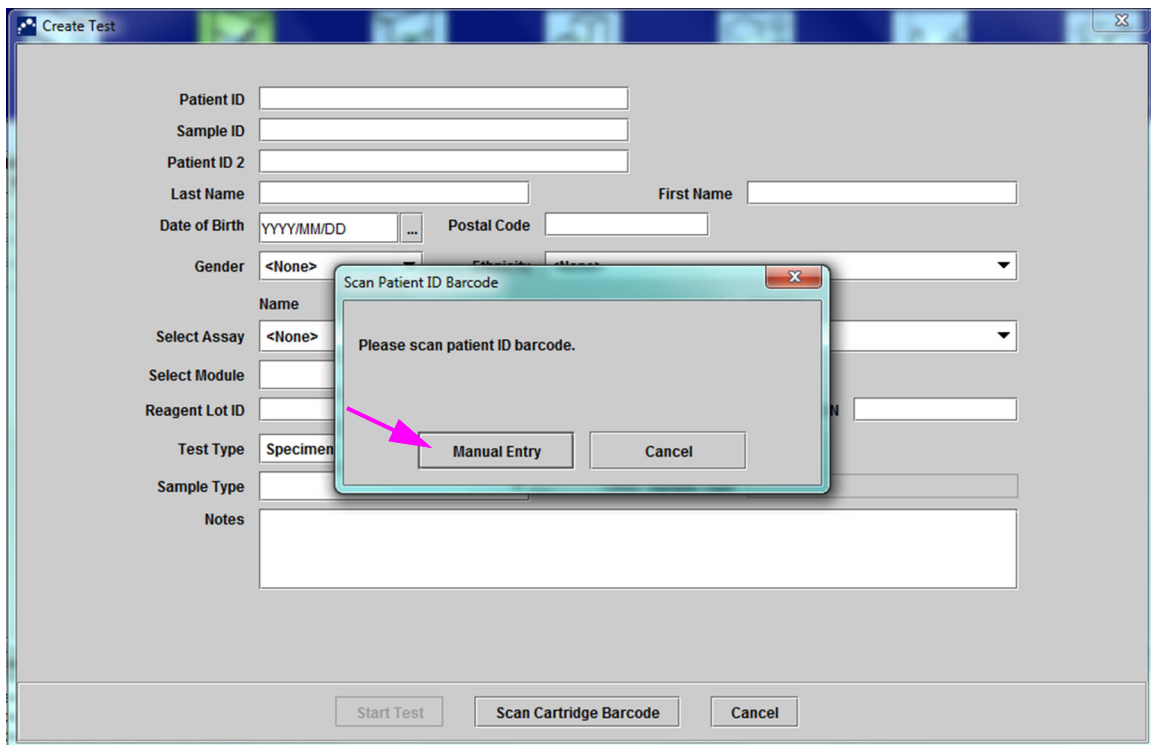 Create Test
Patient ID
Sample ID
Patient ID 2
Last Name First Name
Date of Birth YYYY/MM/DD ... Postal Code
Gender <None> Ethnicity <None>
Scan Patient ID Barcode
Name
Select Assay <None>
Please scan patient ID barcode.
Select Module
Reagent Lot ID N
Test Type Specimen
Manual Entry Cancel
Sample Type
Notes
Start Test Scan Cartridge Barcode Cancel